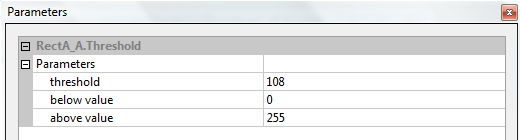 Parameters
RectA_A.Threshold
Parameters
threshold 108
below value 0
above value 255